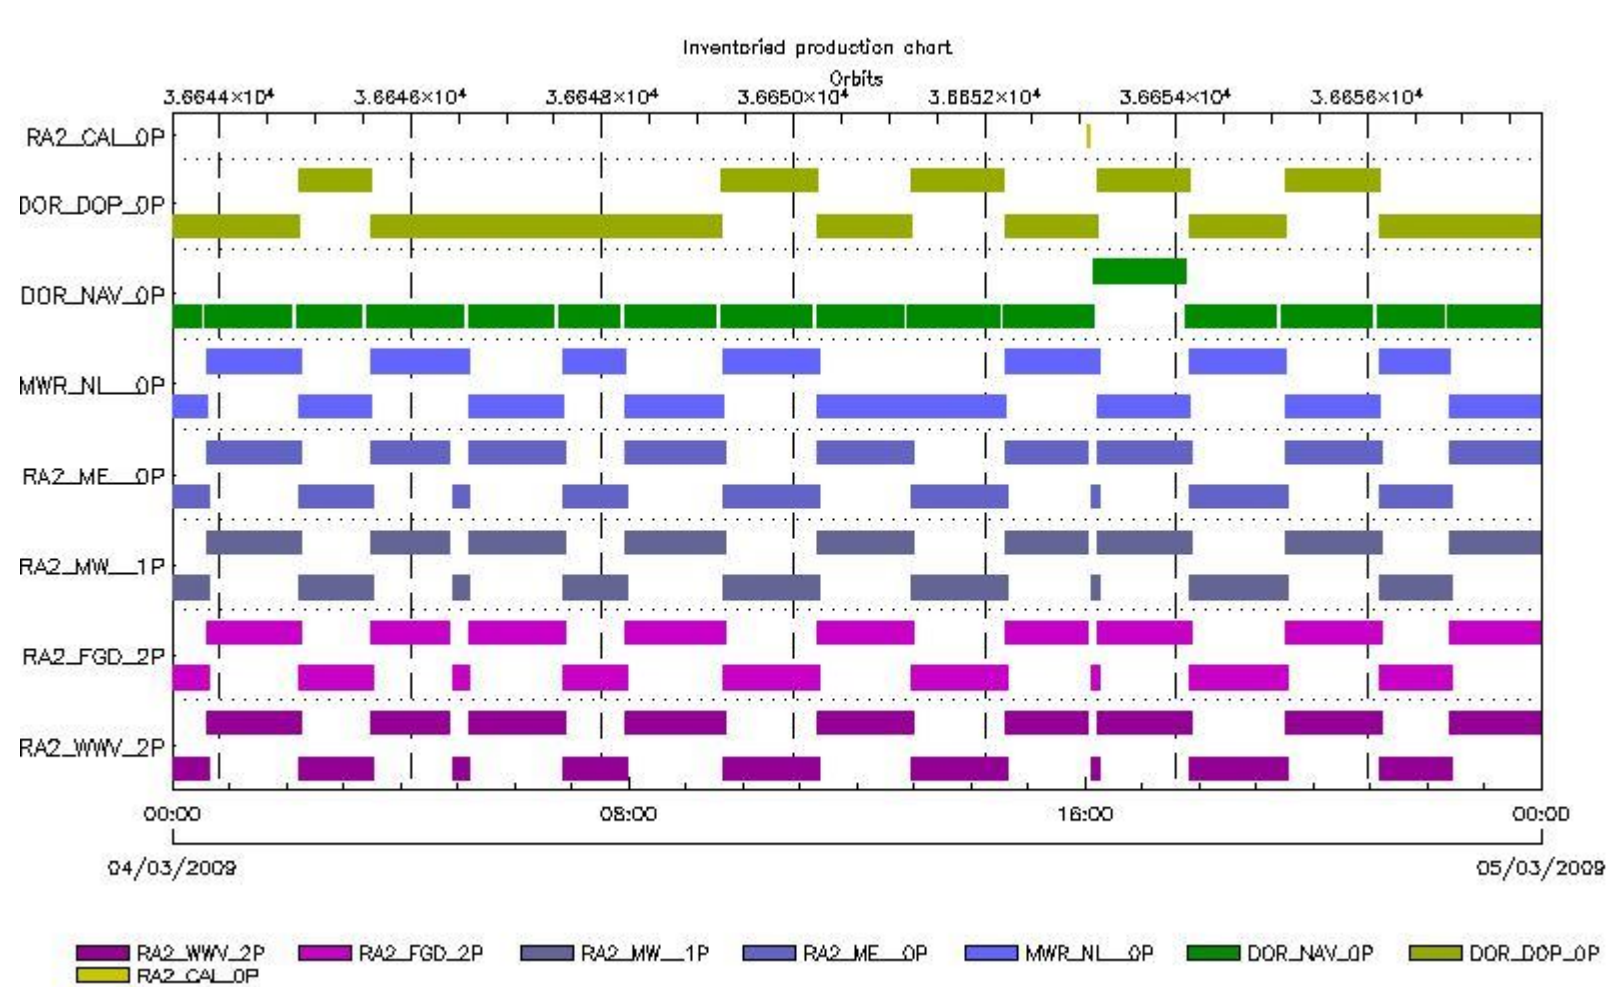 Inventoried production chart
Orbits
3.6644×10⁴ 3.6646×10⁴ 3.6648×10⁴ 3.6650×10⁴ 3.6652×10⁴ 3.6654×10⁴ 3.6656×10⁴
RA2_CAL_0P
DOR_DOP_0P
DOR_NAV_0P
MWR_NL__0P
RA2_ME__0P
RA2_MW__1P
RA2_FGD_2P
RA2_WWV_2P
00:00 08:00 16:00 00:00
04/03/2009 05/03/2009
RA2_WWV_2P RA2_FGD_2P RA2_MW__1P RA2_ME__0P MWR_NL__0P DOR_NAV_0P DOR_DOP_0P
RA2_CAL_0P